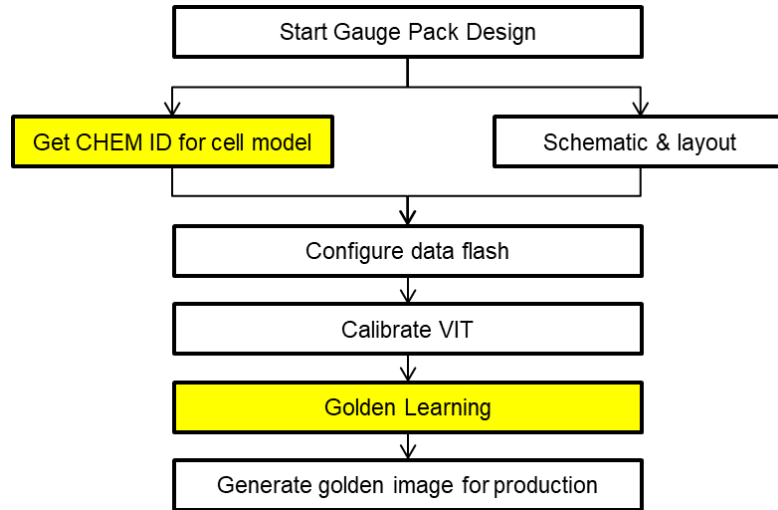 Start Gauge Pack Design
Get CHEM ID for cell model
Schematic & layout
Configure data flash
Calibrate VIT
Golden Learning
Generate golden image for production